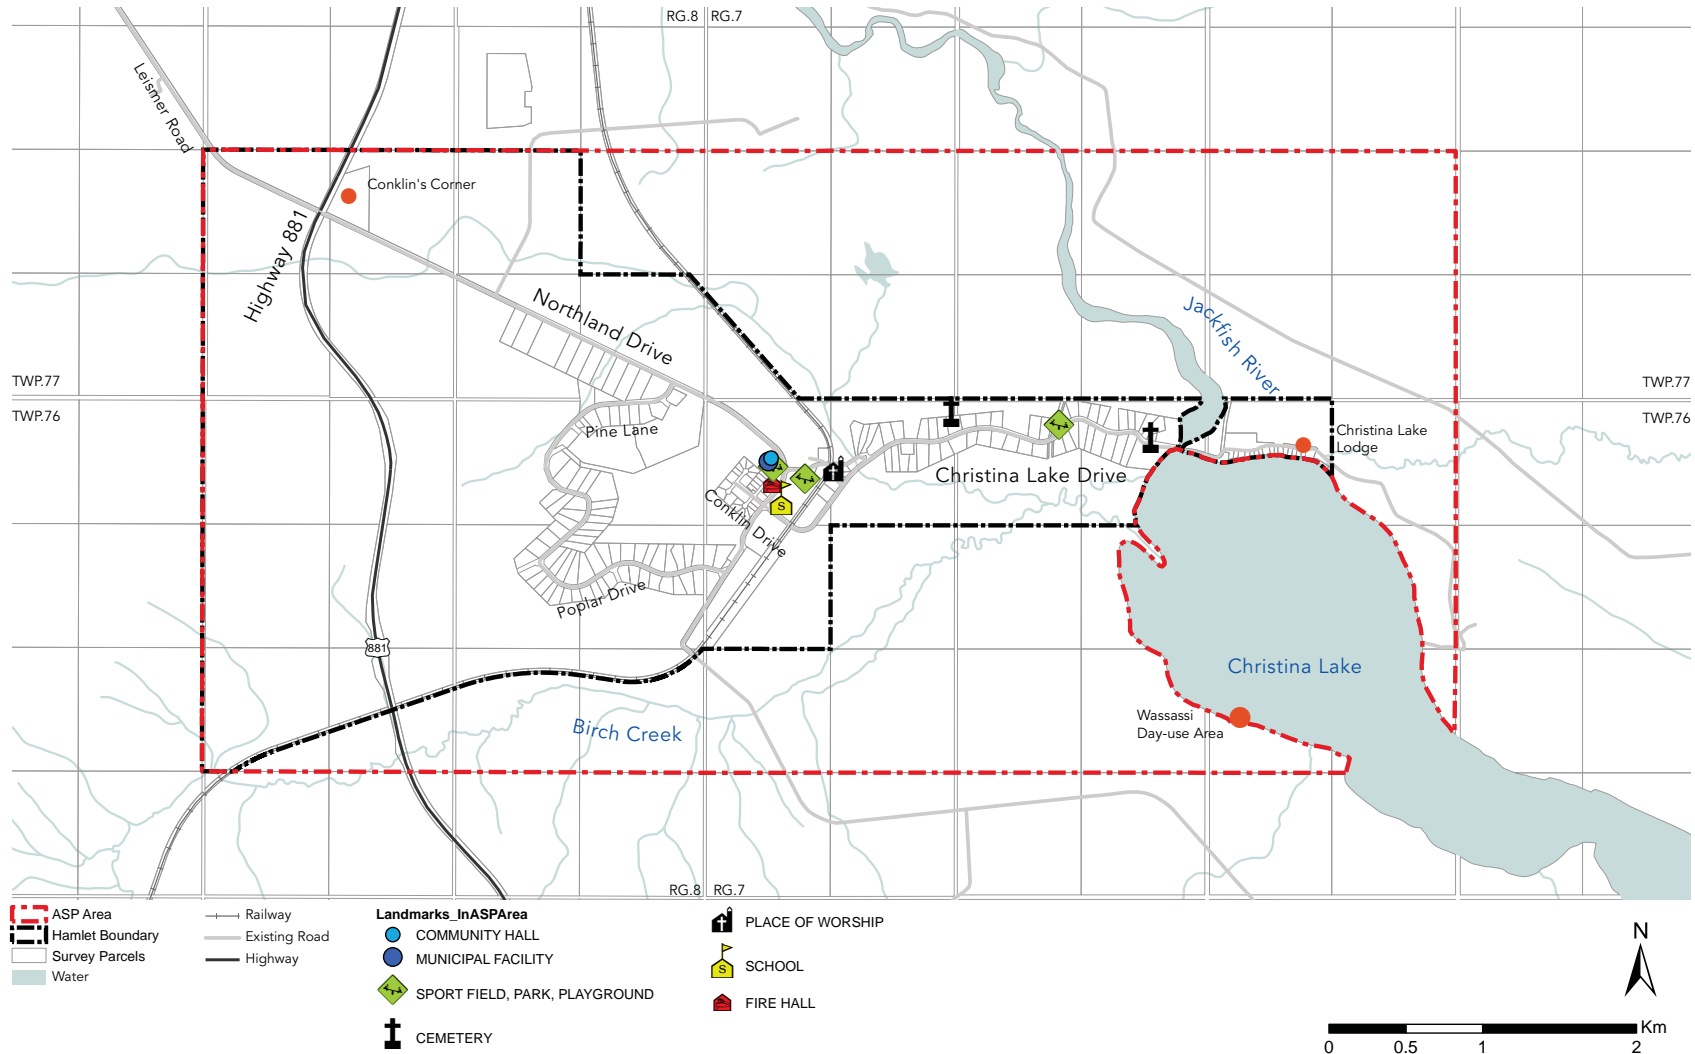 RG.8 RG.7
Leismer Road
Conklin's Corner
Highway 881
Northland Drive
Jackfish River
TWP.77
TWP.76
TWP.77
TWP.76
Pine Lane
Christina Lake
Lodge
Christina Lake Drive
Conklin Drive
S
Poplar Drive
881
Christina Lake
Wassassi
Day-use Area
Birch Creek
RG.8 RG.7
ASP Area
Hamlet Boundary
Survey Parcels
Water
Railway
Existing Road
Highway
Landmarks_InASPArea
COMMUNITY HALL
MUNICIPAL FACILITY
SPORT FIELD, PARK, PLAYGROUND
CEMETERY
PLACE OF WORSHIP
S
SCHOOL
FIRE HALL
N
Km
0 0.5 1 2